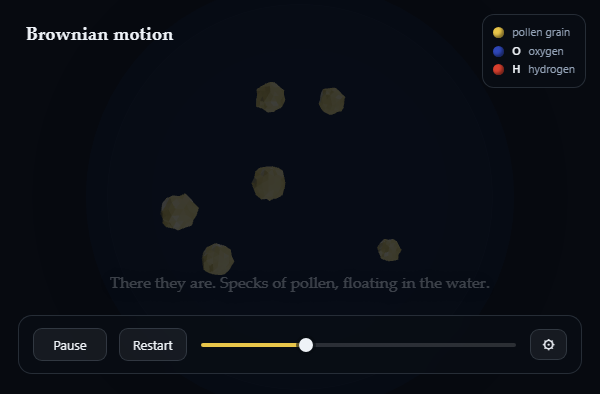 Brownian motion
pollen grain
O oxygen
H hydrogen
There they are. Specks of pollen, floating in the water.
Pause
Restart